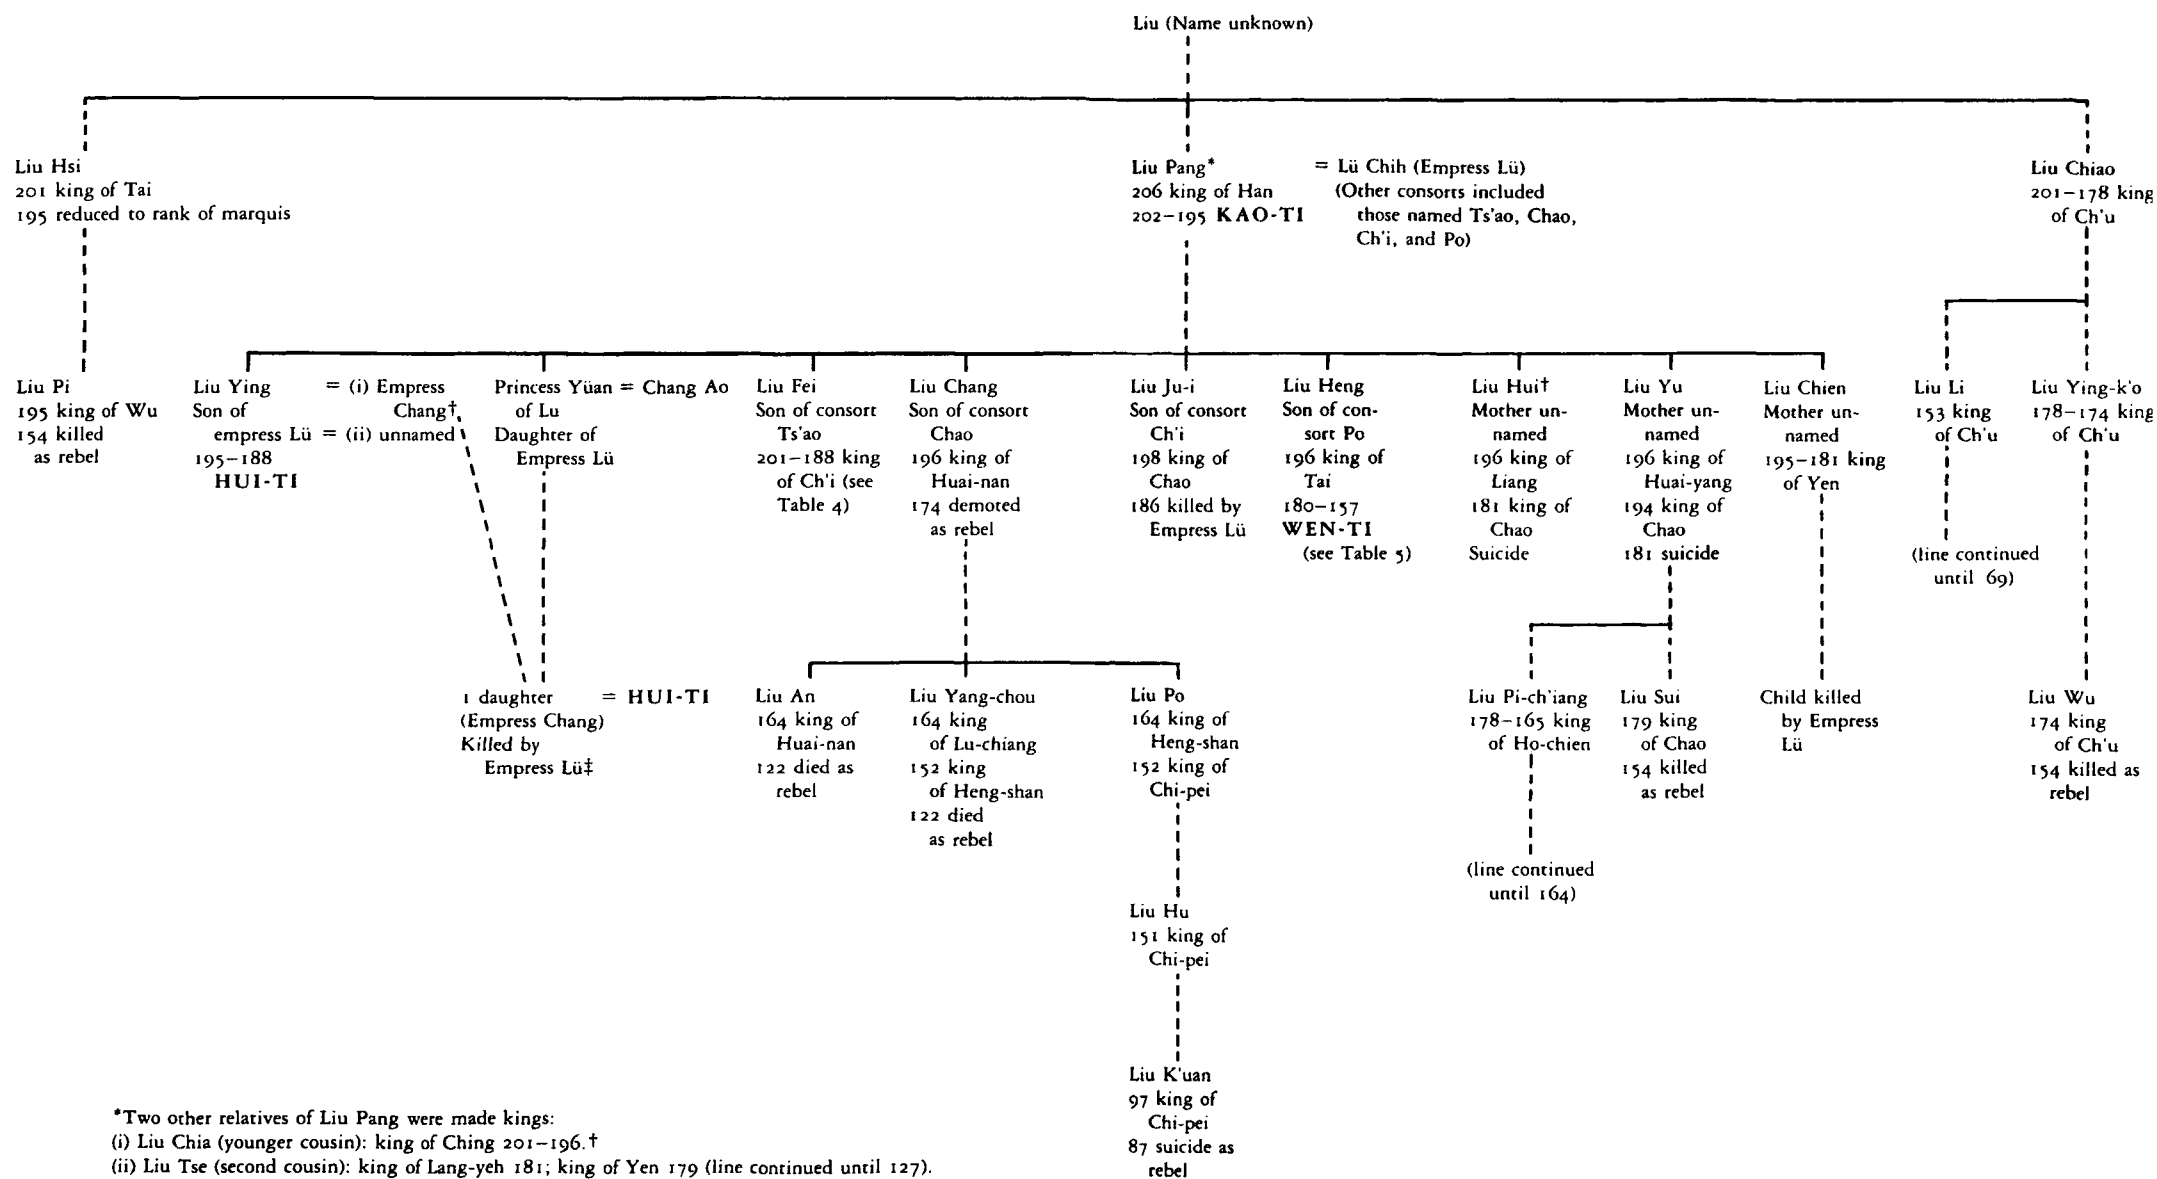 Liu (Name unknown)
Liu Hsi
201 king of Tai
195 reduced to rank of marquis
Liu Pang*
206 king of Han
202–195 KAO-TI
= Lü Chih (Empress Lü)
(Other consorts included
those named Ts'ao, Chao,
Ch'i, and Po)
Liu Chiao
201–178 king
of Ch'u
Liu Pi
195 king of Wu
154 killed
as rebel
Liu Ying
Son of
empress Lü
195–188
HUI-TI
= (i) Empress
Chang†
= (ii) unnamed
Princess Yüan = Chang Ao
of Lu
Daughter of
Empress Lü
Liu Fei
Son of consort
Ts'ao
201–188 king
of Ch'i (see
Table 4)
Liu Chang
Son of consort
Chao
196 king of
Huai-nan
174 demoted
as rebel
Liu Ju-i
Son of consort
Ch'i
198 king of
Chao
186 killed by
Empress Lü
Liu Heng
Son of con-
sort Po
196 king of
Tai
180–157
WEN-TI
(see Table 5)
Liu Hui†
Mother un-
named
196 king of
Liang
181 king of
Chao
Suicide
Liu Yu
Mother un-
named
196 king of
Huai-yang
194 king of
Chao
181 suicide
Liu Chien
Mother un-
named
195–181 king
of Yen
Liu Li
153 king
of Ch'u
(line continued
until 69)
Liu Ying-k'o
178–174 king
of Ch'u
1 daughter = HUI-TI
(Empress Chang)
Killed by
Empress Lü‡
Liu An
164 king of
Huai-nan
122 died as
rebel
Liu Yang-chou
164 king
of Lu-chiang
152 king
of Heng-shan
122 died
as rebel
Liu Po
164 king of
Heng-shan
152 king of
Chi-pei
Liu Pi-ch'iang
178–165 king
of Ho-chien
(line continued
until 164)
Liu Sui
179 king
of Chao
154 killed
as rebel
Child killed
by Empress
Lü
Liu Wu
174 king
of Ch'u
154 killed as
rebel
Liu Hu
151 king of
Chi-pei
Liu K'uan
97 king of
Chi-pei
87 suicide as
rebel
*Two other relatives of Liu Pang were made kings:
(i) Liu Chia (younger cousin): king of Ching 201–196.†
(ii) Liu Tse (second cousin): king of Lang-yeh 181; king of Yen 179 (line continued until 127).